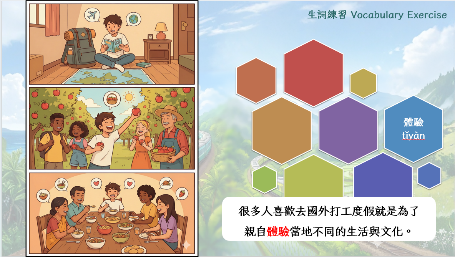 生詞練習 Vocabulary Exercise
體驗
tǐyàn
很多人喜歡去國外打工度假就是為了
親自體驗當地不同的生活與文化。